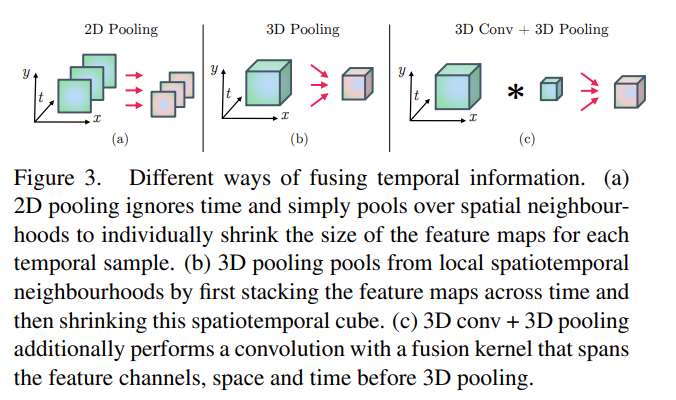 2D Pooling
3D Pooling
3D Conv + 3D Pooling
y
t
x
(a)
y
t
x
(b)
y
t
x
*
(c)
Figure 3. Different ways of fusing temporal information. (a)
2D pooling ignores time and simply pools over spatial neighbour-
hoods to individually shrink the size of the feature maps for each
temporal sample. (b) 3D pooling pools from local spatiotemporal
neighbourhoods by first stacking the feature maps across time and
then shrinking this spatiotemporal cube. (c) 3D conv + 3D pooling
additionally performs a convolution with a fusion kernel that spans
the feature channels, space and time before 3D pooling.